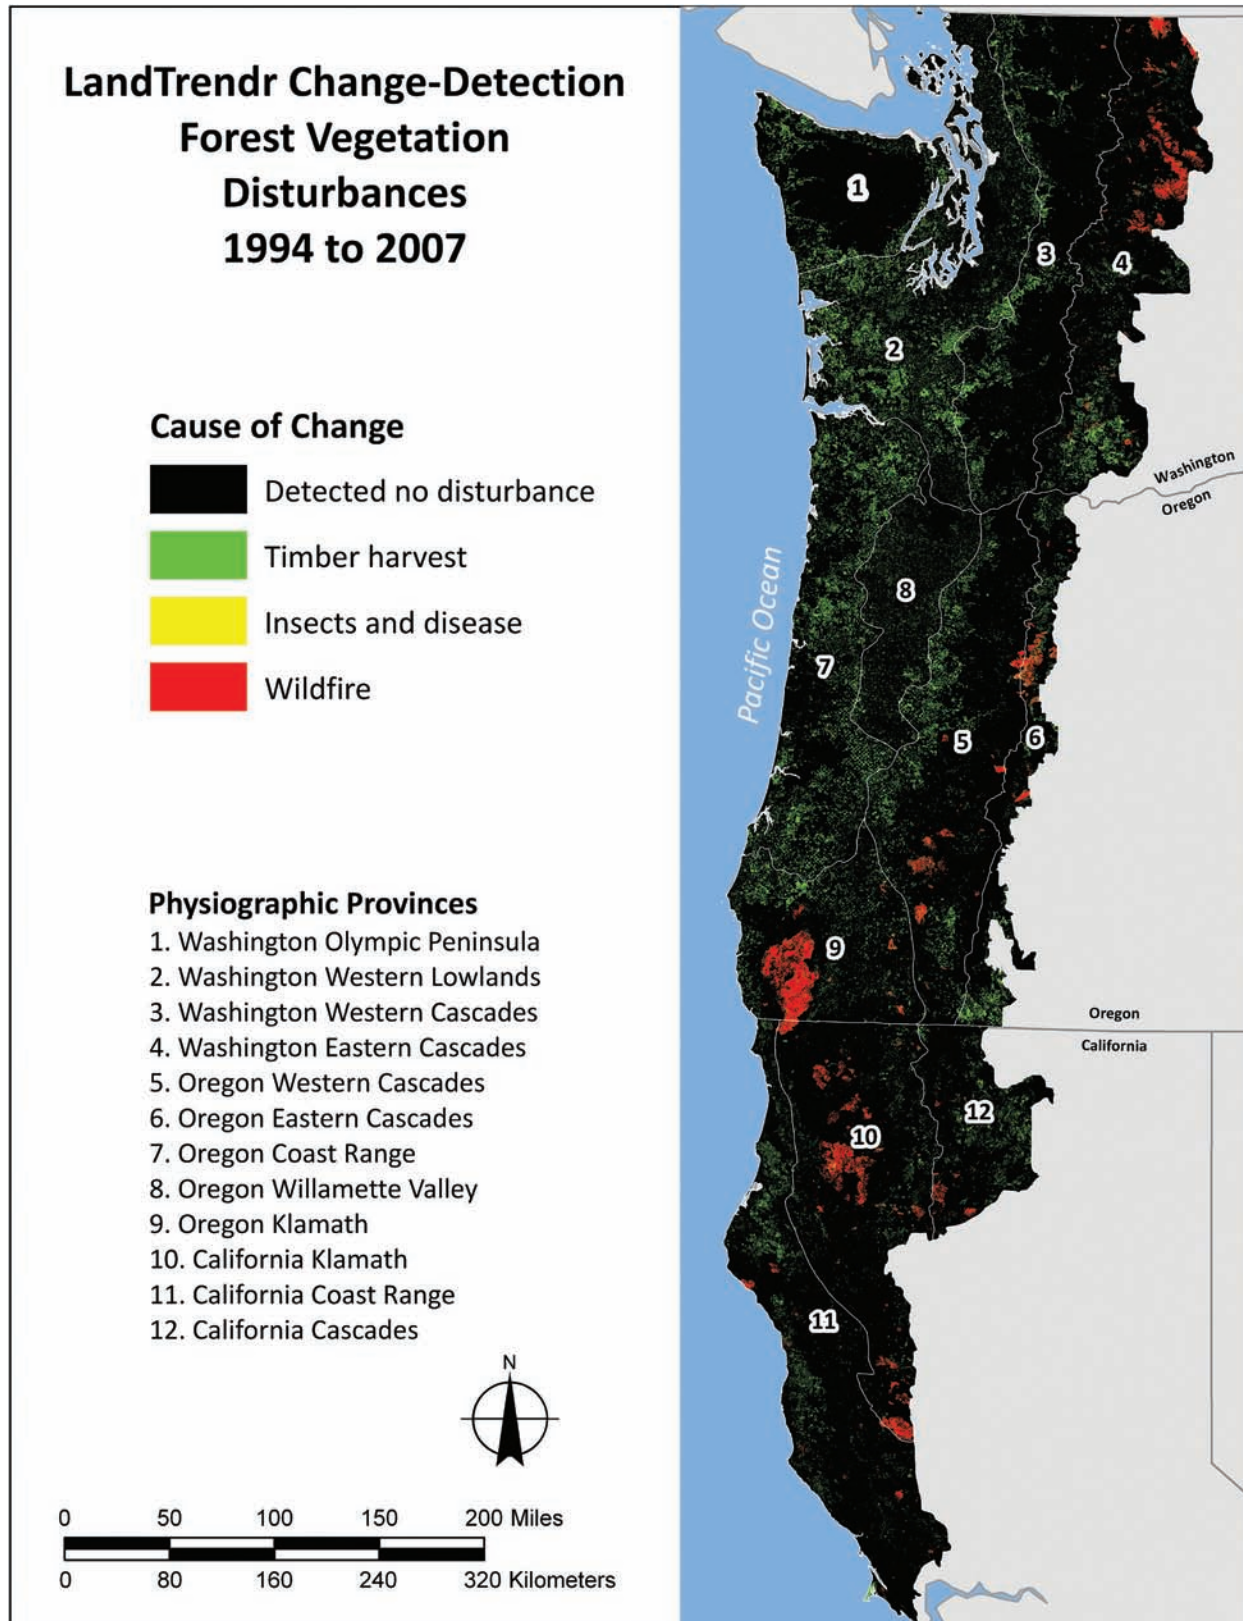 LandTrendr Change-Detection
Forest Vegetation
Disturbances
1994 to 2007
Cause of Change
Detected no disturbance
Timber harvest
Insects and disease
Wildfire
Physiographic Provinces
1. Washington Olympic Peninsula
2. Washington Western Lowlands
3. Washington Western Cascades
4. Washington Eastern Cascades
5. Oregon Western Cascades
6. Oregon Eastern Cascades
7. Oregon Coast Range
8. Oregon Willamette Valley
9. Oregon Klamath
10. California Klamath
11. California Coast Range
12. California Cascades
N
0 50 100 150 200 Miles
0 80 160 240 320 Kilometers
1
3
4
2
Washington
Oregon
8
Pacific Ocean
7
5
6
9
Oregon
California
12
10
11